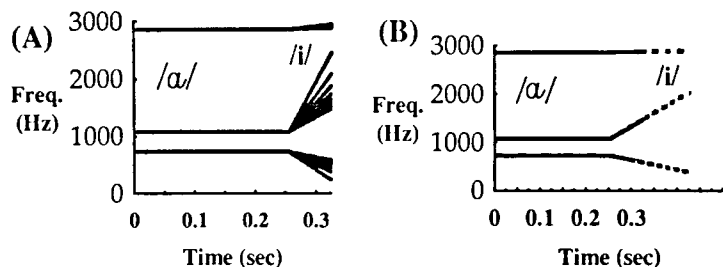 (A)
3000
/i/
2000
/a/
Freq.
(Hz)
1000
0
0 0.1 0.2 0.3
Time (sec)
(B)
3000
/i/
/a/
2000
Freq.
(Hz)
1000
0
0 0.1 0.2 0.3
Time (sec)